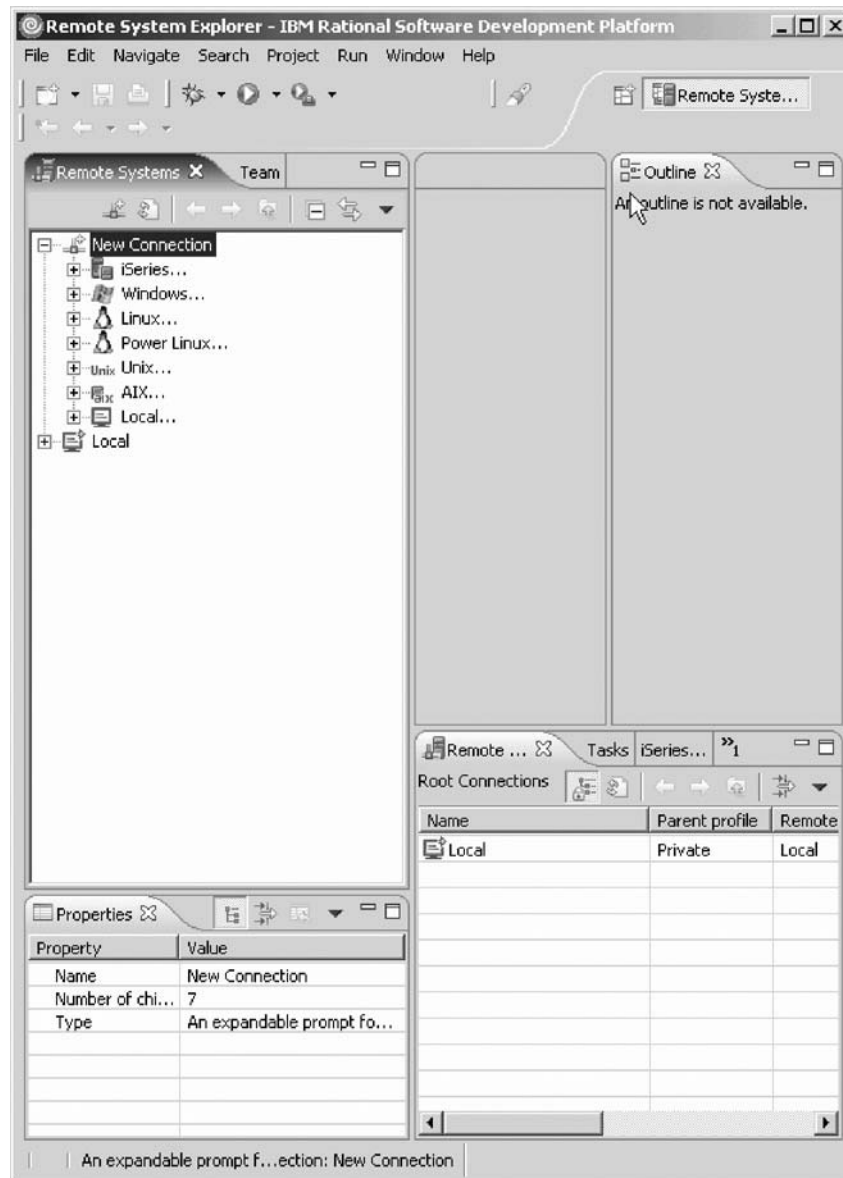 Remote System Explorer - IBM Rational Software Development Platform
File Edit Navigate Search Project Run Window Help
Remote Syste...
Remote Systems Team
Outline
An outline is not available.
New Connection
iSeries...
Windows...
Linux...
Power Linux...
Unix Unix...
AIX...
Local...
Local
Remote ... Tasks iSeries... »1
Root Connections
Name Parent profile Remote
Local Private Local
Properties
Property Value
Name New Connection
Number of chi... 7
Type An expandable prompt fo...
An expandable prompt f...ection: New Connection